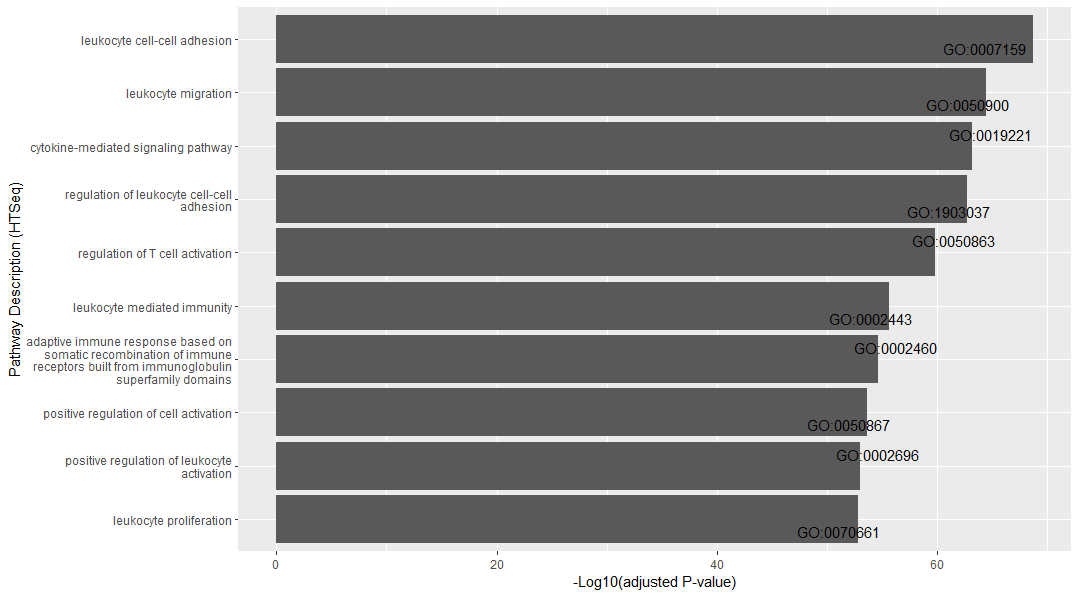 leukocyte cell-cell adhesion
GO:0007159
leukocyte migration
GO:0050900
cytokine-mediated signaling pathway
GO:0019221
regulation of leukocyte cell-cell
adhesion
GO:1903037
regulation of T cell activation
GO:0050863
leukocyte mediated immunity
GO:0002443
adaptive immune response based on
somatic recombination of immune
receptors built from immunoglobulin
superfamily domains
GO:0002460
positive regulation of cell activation
GO:0050867
positive regulation of leukocyte
activation
GO:0002696
leukocyte proliferation
GO:0070661
Pathway Description (HTSeq)
0
20
40
60
-Log10(adjusted P-value)